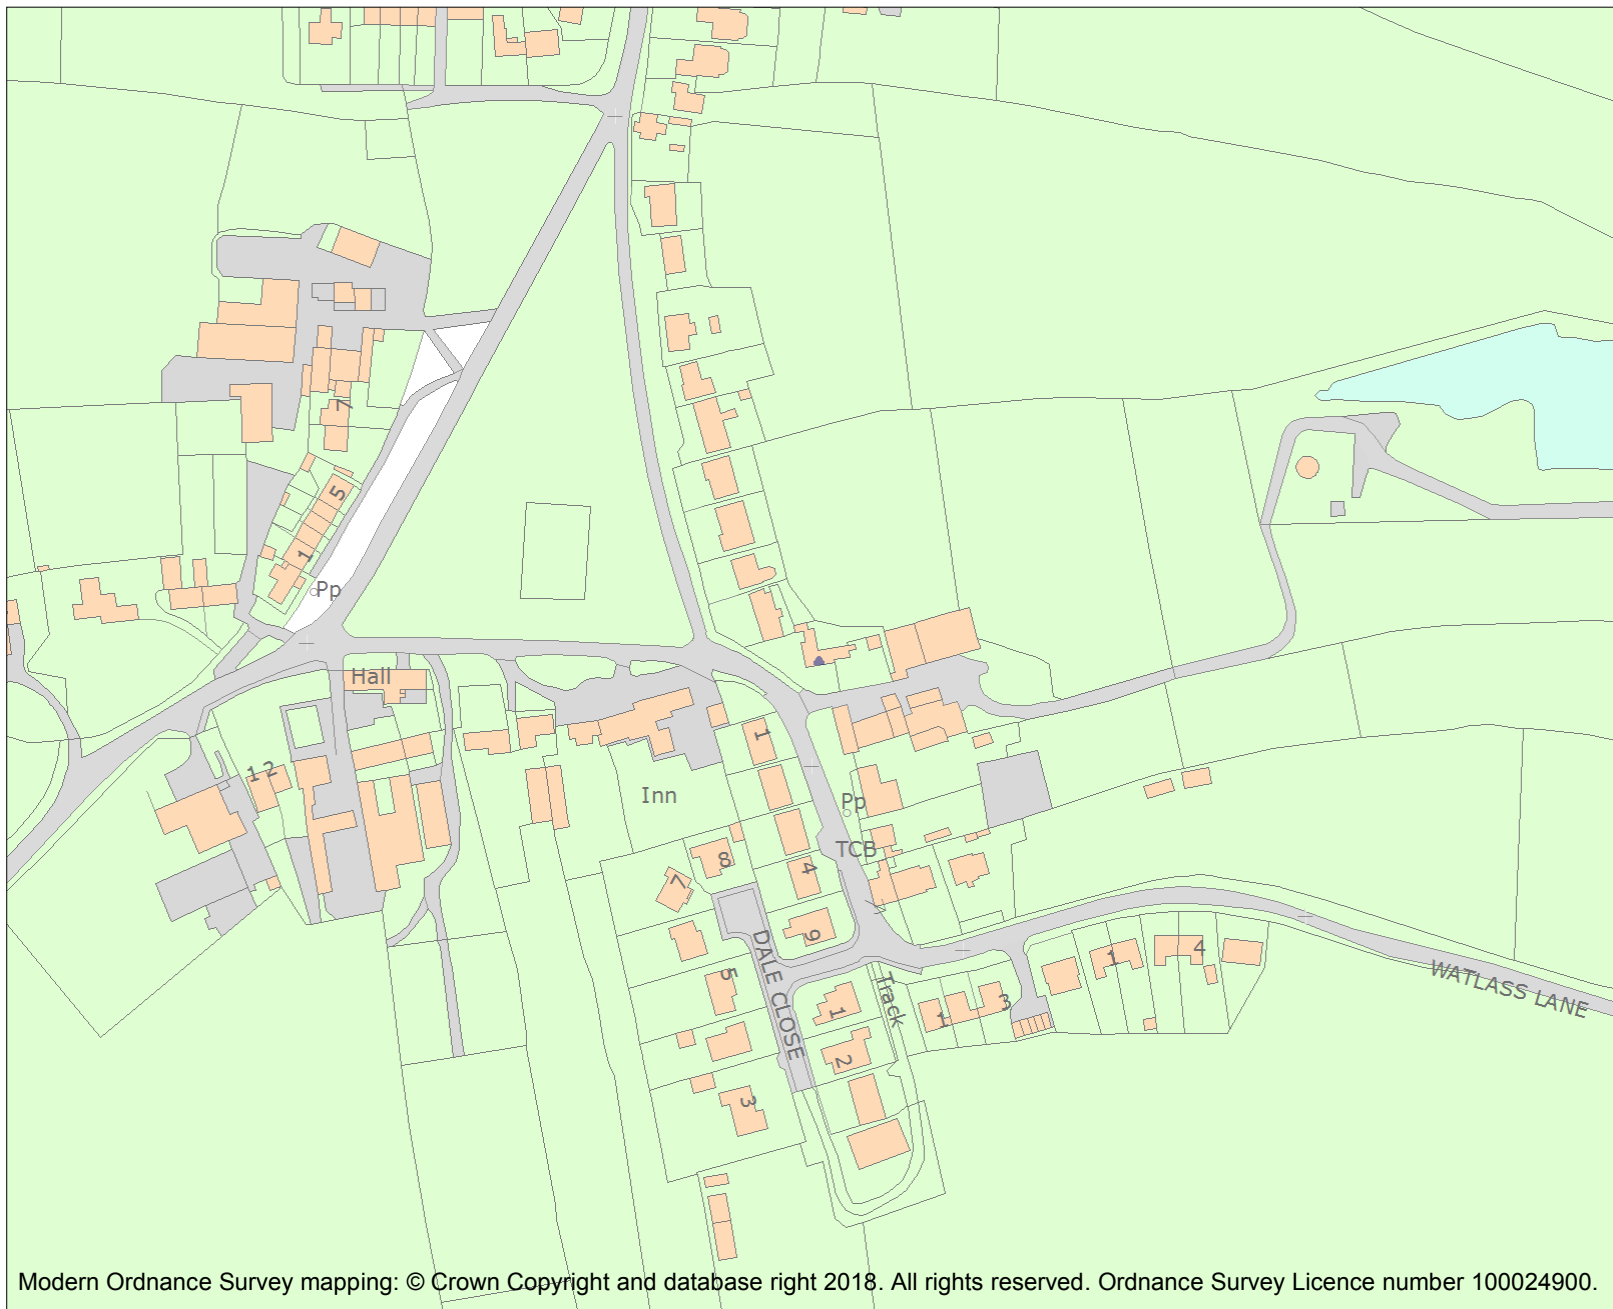 7
5
1
Pp
Hall
1 2
Inn
1
Pp
TCB
4
8
7
9
DALE CLOSE
5
3
Track
1
2
1
3
1
4
WATLASS LANE
Modern Ordnance Survey mapping: © Crown Copyright and database right 2018. All rights reserved. Ordnance Survey Licence number 100024900.